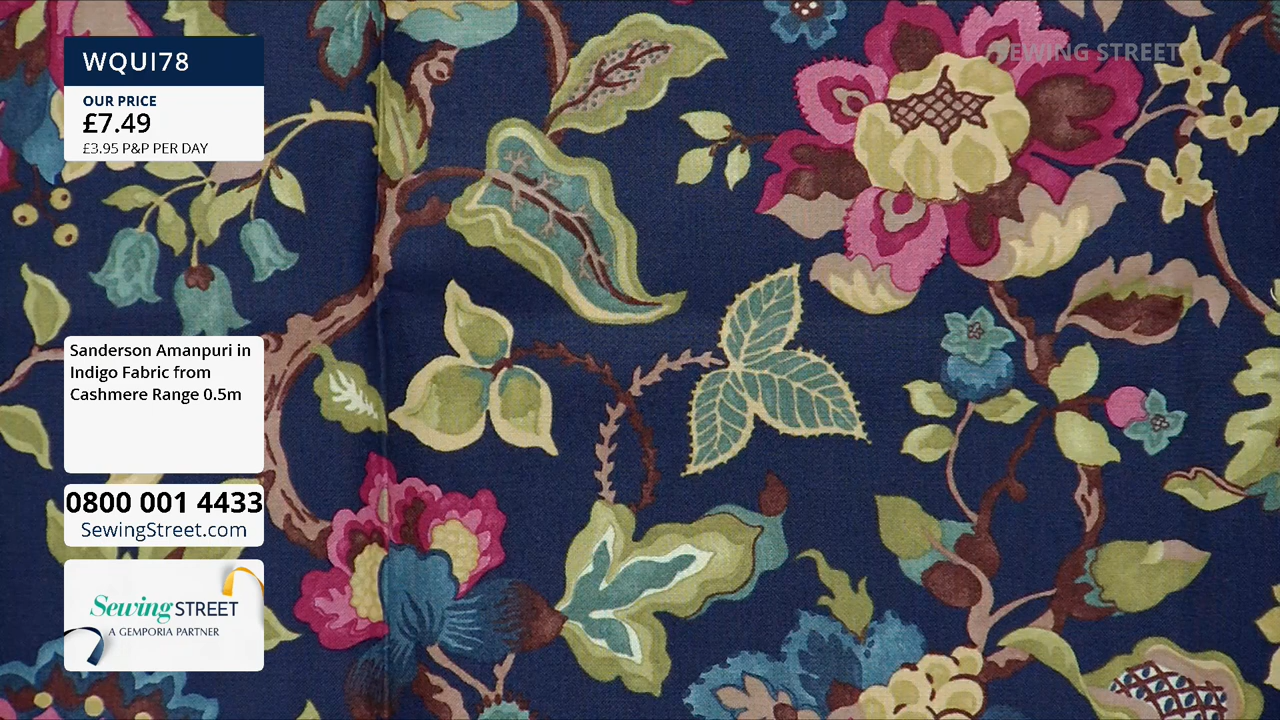 WQUI78
OUR PRICE
£7.49
£3.95 P&P PER DAY
Sanderson Amanpuri in
Indigo Fabric from
Cashmere Range 0.5m
0800 001 4433
SewingStreet.com
Sewing STREET
A GEMPORIA PARTNER
SEWING STREET